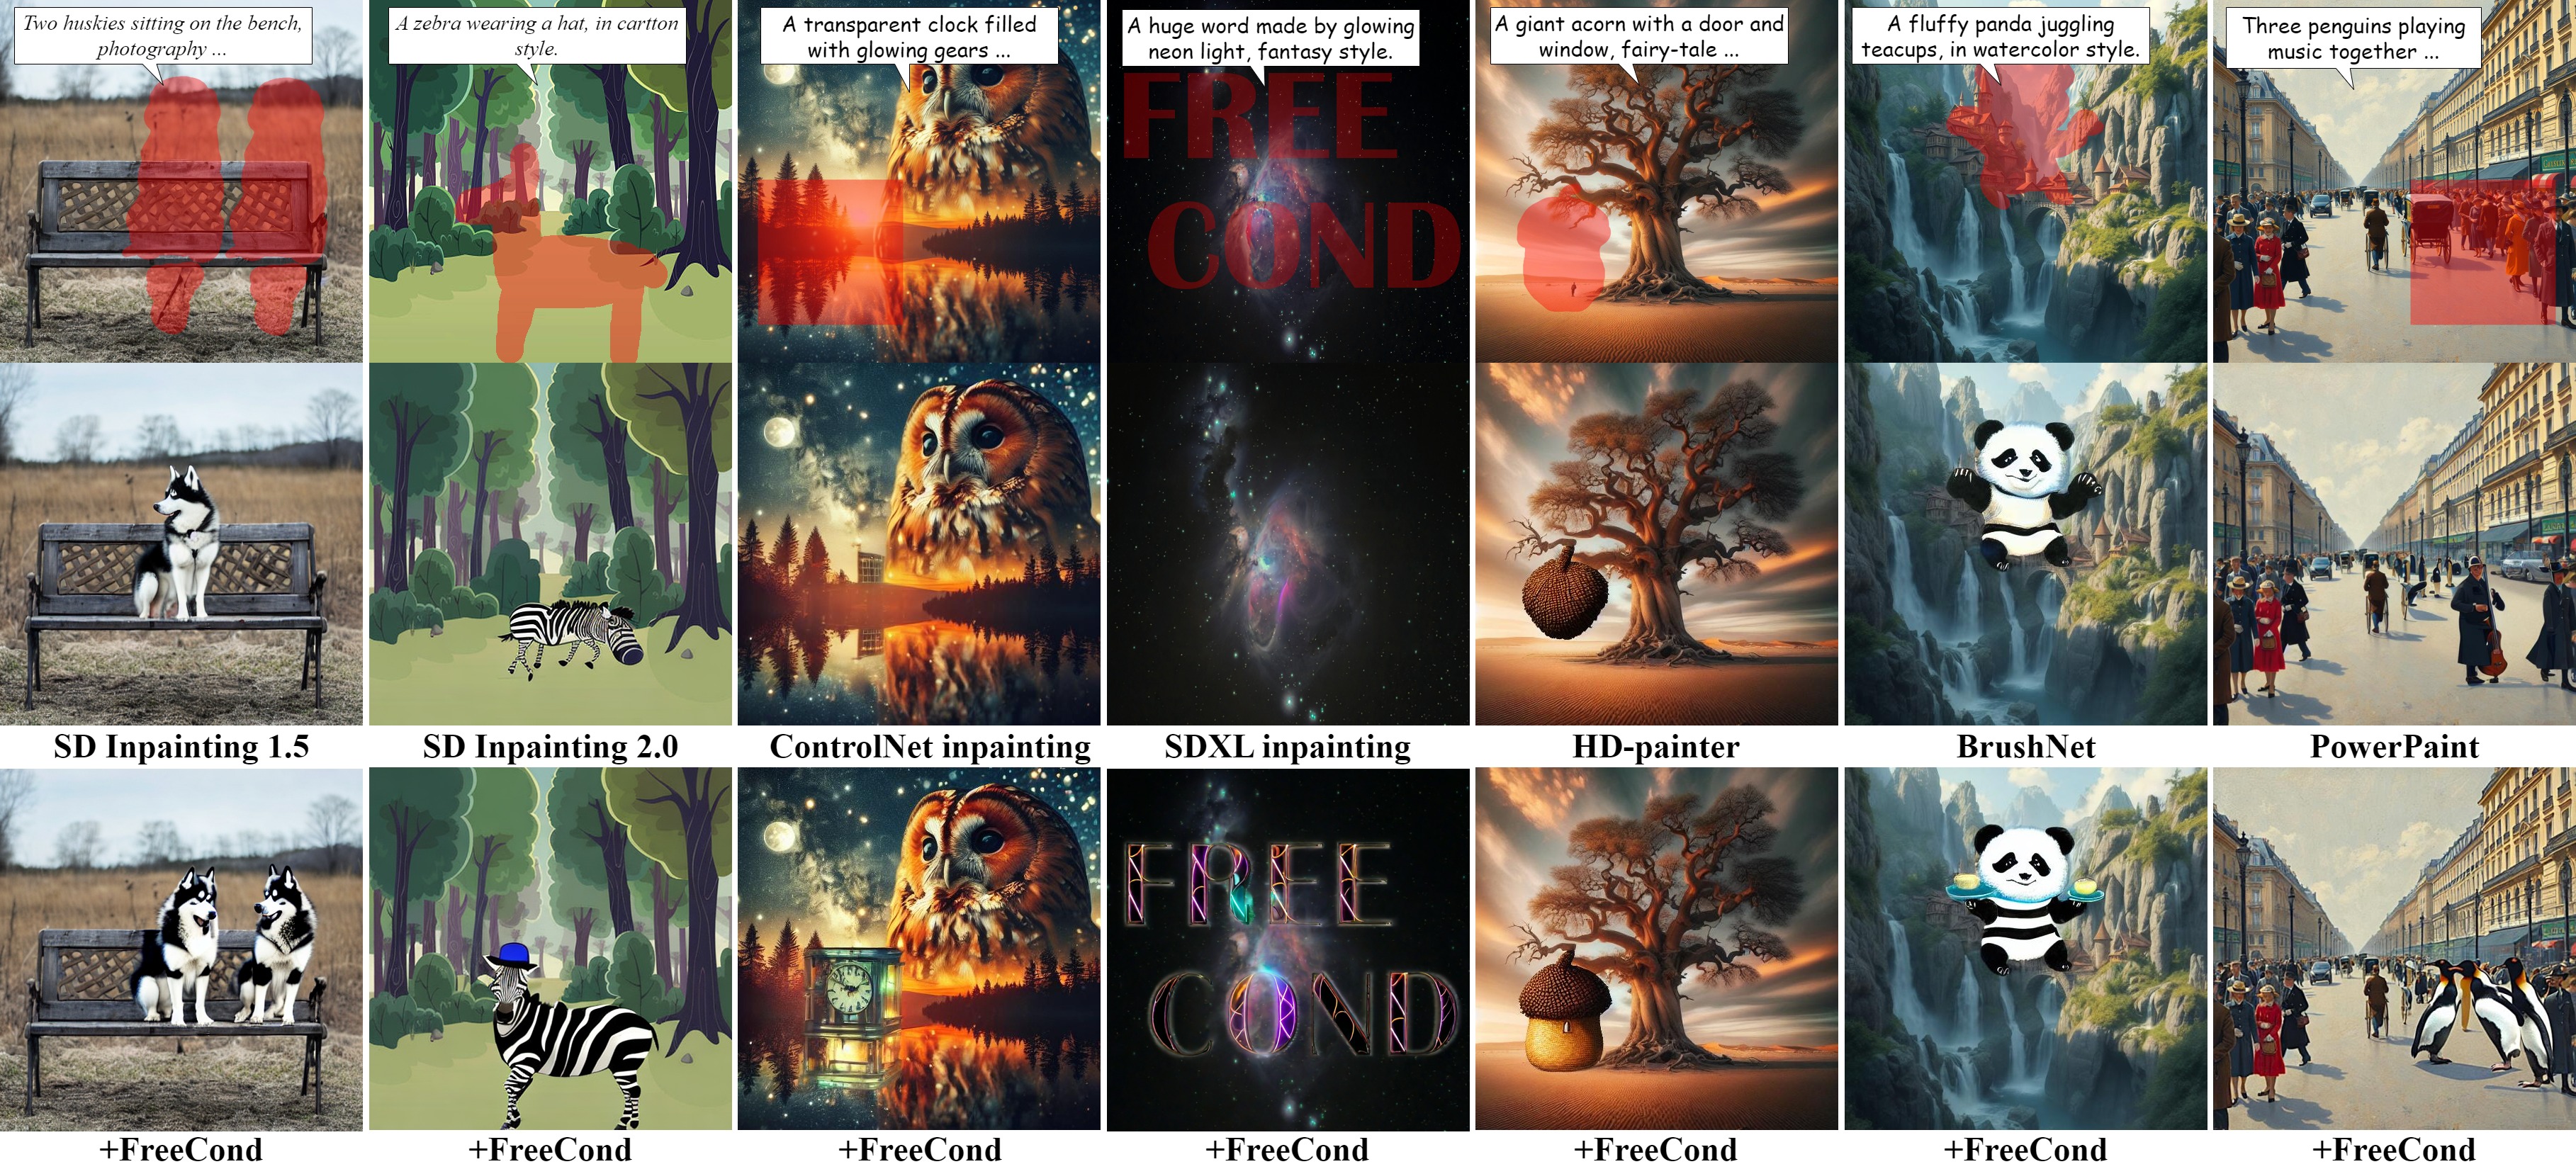 Two huskies sitting on the bench,
photography ...
A zebra wearing a hat, in cartton
style.
A transparent clock filled
with glowing gears ...
A huge word made by glowing
neon light, fantasy style.
A giant acorn with a door and
window, fairy-tale ...
A fluffy panda juggling
teacups, in watercolor style.
Three penguins playing
music together ...
FREE
COND
SD Inpainting 1.5
SD Inpainting 2.0
ControlNet inpainting
SDXL inpainting
HD-painter
BrushNet
PowerPaint
FREE
COND
+FreeCond
+FreeCond
+FreeCond
+FreeCond
+FreeCond
+FreeCond
+FreeCond